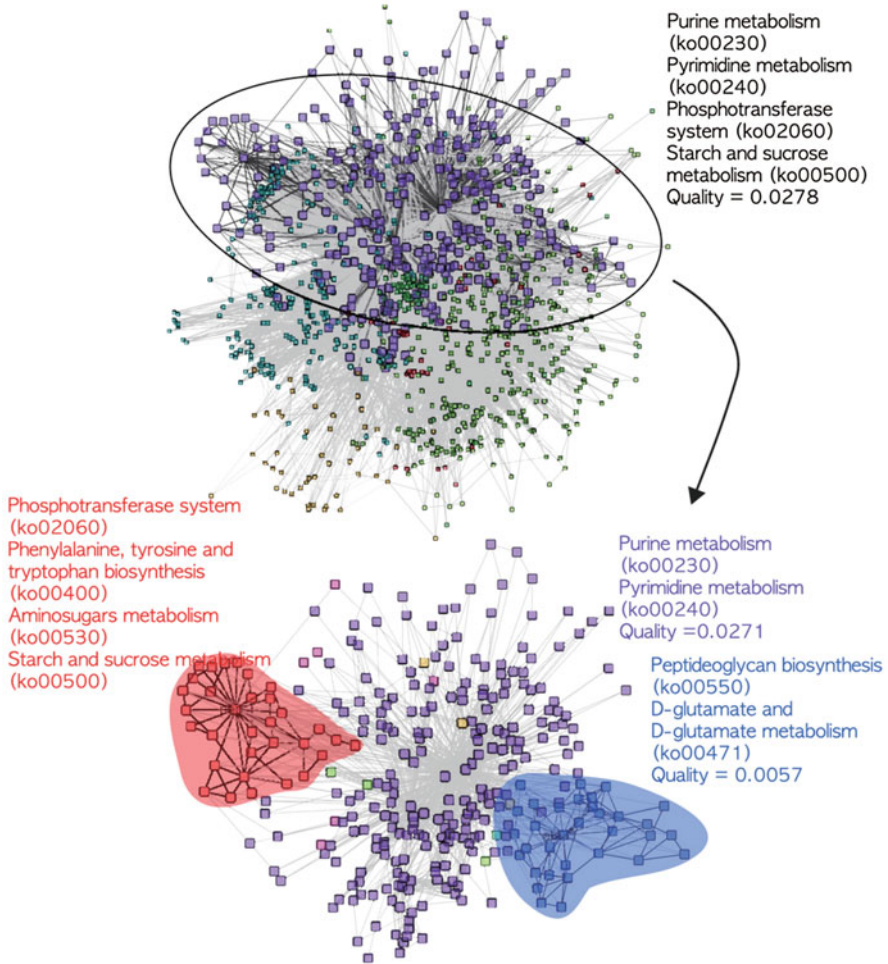 Purine metabolism
(ko00230)
Pyrimidine metabolism
(ko00240)
Phosphotransferase
system (ko02060)
Starch and sucrose
metabolism (ko00500)
Quality = 0.0278
Phosphotransferase system
(ko02060)
Phenylalanine, tyrosine and
tryptophan biosynthesis
(ko00400)
Aminosugars metabolism
(ko00530)
Starch and sucrose metabolism
(ko00500)
Purine metabolism
(ko00230)
Pyrimidine metabolism
(ko00240)
Quality =0.0271
Peptideoglycan biosynthesis
(ko00550)
D-glutamate and
D-glutamate metabolism
(ko00471)
Quality = 0.0057